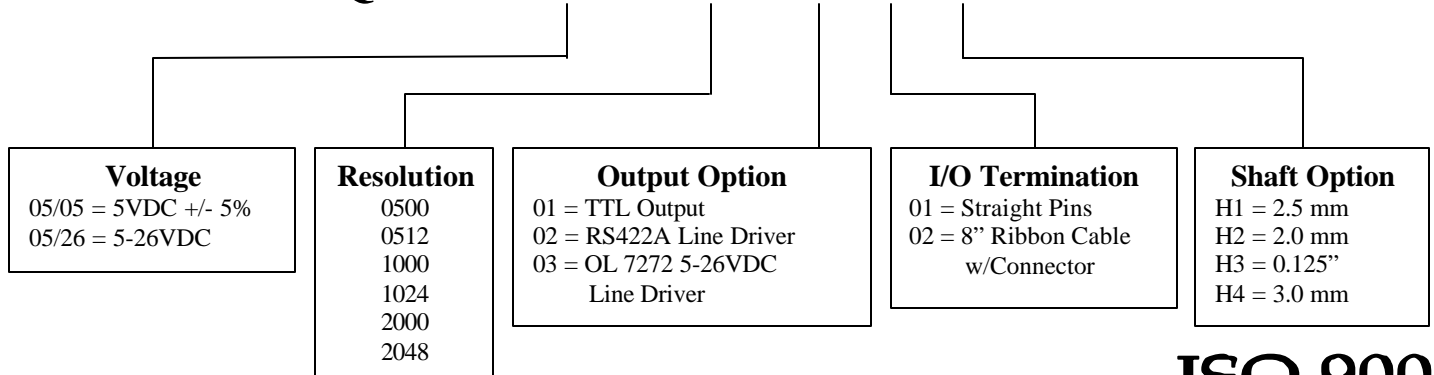 Voltage
05/05 = 5VDC +/- 5%
05/26 = 5-26VDC
Resolution
0500
0512
1000
1024
2000
2048
Output Option
01 = TTL Output
02 = RS422A Line Driver
03 = OL 7272 5-26VDC
Line Driver
I/O Termination
01 = Straight Pins
02 = 8” Ribbon Cable
w/Connector
Shaft Option
H1 = 2.5 mm
H2 = 2.0 mm
H3 = 0.125”
H4 = 3.0 mm
ISO 900